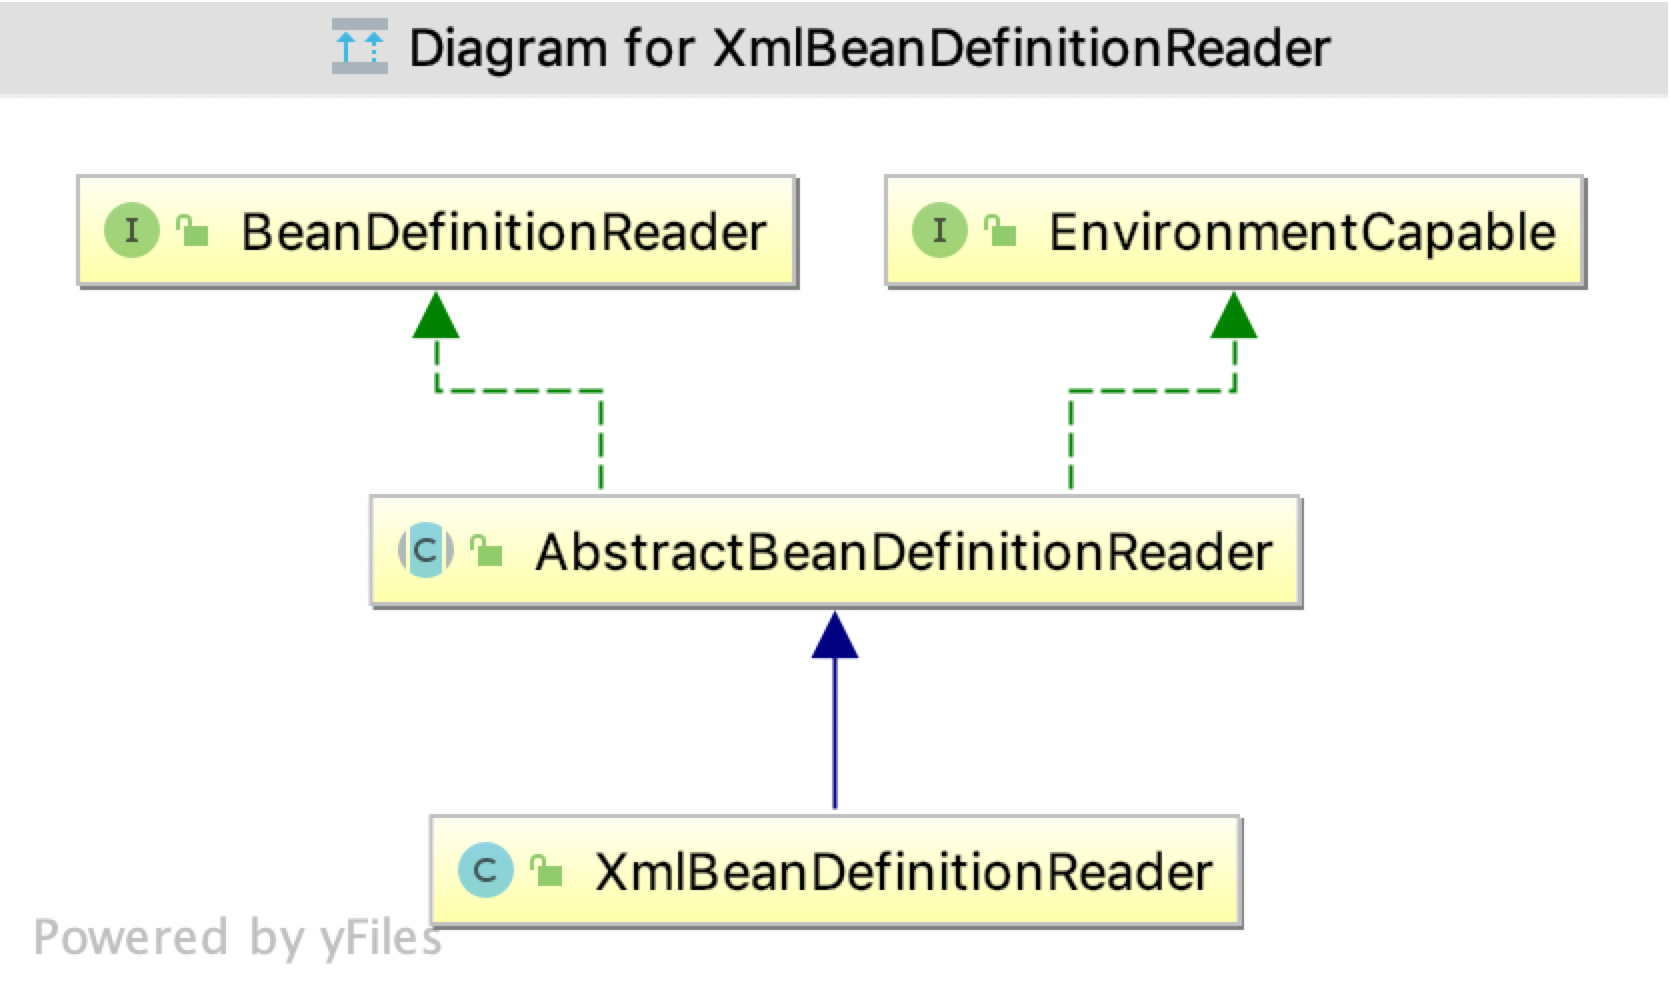 Diagram for XmlBeanDefinitionReader
I BeanDefinitionReader
I EnvironmentCapable
C AbstractBeanDefinitionReader
C XmlBeanDefinitionReader
Powered by yFiles